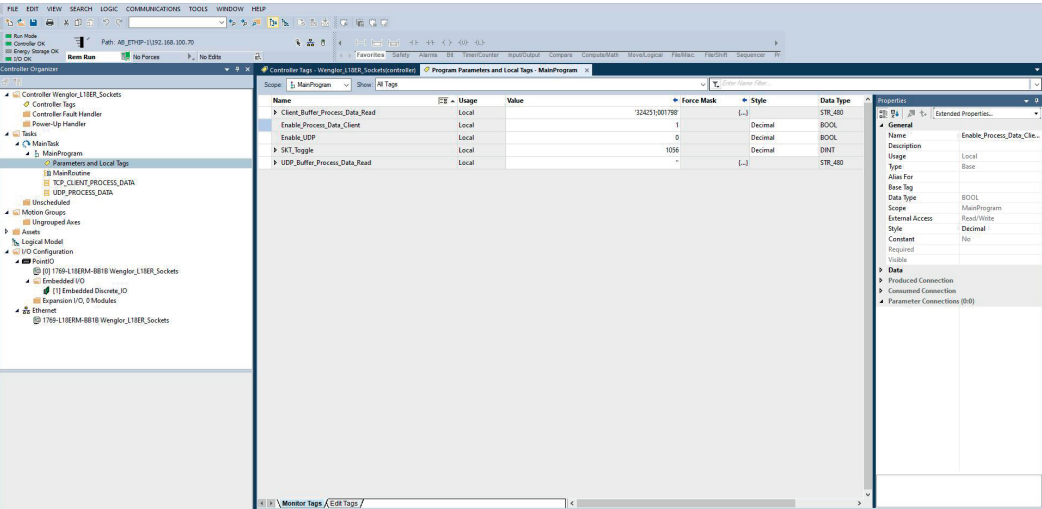 FILE EDIT VIEW SEARCH LOGIC COMMUNICATIONS TOOLS WINDOW HELP
Run Mode
Controller OK
Energy Storage OK
I/O OK
Path: AB_ETHIP-1\192.168.100.70
Rem Run No Forces No Edits
Favorites Safety Alarms Bit Timer/Counter Input/Output Compare Compute/Math Move/Logical File/Misc. File/Shift Sequencer
Controller Organizer
Controller Tags - Wenglor_L18ER_Sockets(controller) Program Parameters and Local Tags - MainProgram
Scope: MainProgram Show: All Tags Enter Name Filter...
Controller Wenglor_L18ER_Sockets
Controller Tags
Controller Fault Handler
Power-Up Handler
Tasks
MainTask
MainProgram
Parameters and Local Tags
MainRoutine
TCP_CLIENT_PROCESS_DATA
UDP_PROCESS_DATA
Unscheduled
Motion Groups
Ungrouped Axes
Assets
Logical Model
I/O Configuration
PointIO
[0] 1769-L18ERM-BB1B Wenglor_L18ER_Sockets
Embedded I/O
[1] Embedded Discrete_IO
Expansion I/O, 0 Modules
Ethernet
1769-L18ERM-BB1B Wenglor_L18ER_Sockets
Name Usage Value Force Mask Style Data Type
Client_Buffer_Process_Data_Read Local '324251;001798' {...} STR_480
Enable_Process_Data_Client Local 1 Decimal BOOL
Enable_UDP Local 0 Decimal BOOL
SKT_Toggle Local 1056 Decimal DINT
UDP_Buffer_Process_Data_Read Local '' {...} STR_480
Monitor Tags Edit Tags
Properties
Extended Properties...
General
Name Enable_Process_Data_Clie...
Description
Usage Local
Type Base
Alias For
Base Tag
Data Type BOOL
Scope MainProgram
External Access Read/Write
Style Decimal
Constant No
Required
Visible
Data
Produced Connection
Consumed Connection
Parameter Connections {0:0}